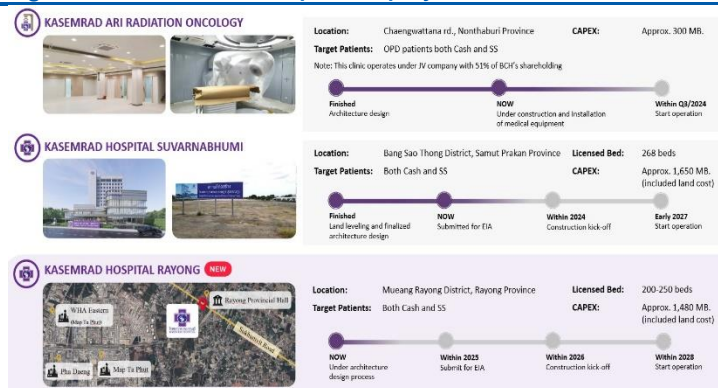 KASEMRAD ARI RADIATION ONCOLOGY
Location: Chaengwattana rd., Nonthaburi Province CAPEX: Approx. 300 MB.
Target Patients: OPD patients both Cash and SS
Note: This clinic operates under JV company with 51% of BCH's shareholding
Finished NOW Within Q3/2024
Architecture design Under construction and installation Start operation
of medical equipment
KASEMRAD HOSPITAL SUVARNABHUMI
Location: Bang Sao Thong District, Samut Prakan Province Licensed Bed: 268 beds
Target Patients: Both Cash and SS CAPEX: Approx. 1,650 MB.
(included land cost)
Finished NOW Within 2024 Early 2027
Land leveling and finalized Submitted for EIA Construction kick-off Start operation
architecture design
KASEMRAD HOSPITAL RAYONG NEW
WHA Eastern
(Map Ta Phut)
Rayong Provincial Hall
Sukhumvit Road
Phu Daeng
Map Ta Phut
Location: Mueang Rayong District, Rayong Province Licensed Bed: 200-250 beds
Target Patients: Both Cash and SS CAPEX: Approx. 1,480 MB.
(included land cost)
NOW Within 2025 Within 2026 Within 2028
Under architecture Submit for EIA Construction kick-off Start operation
design process